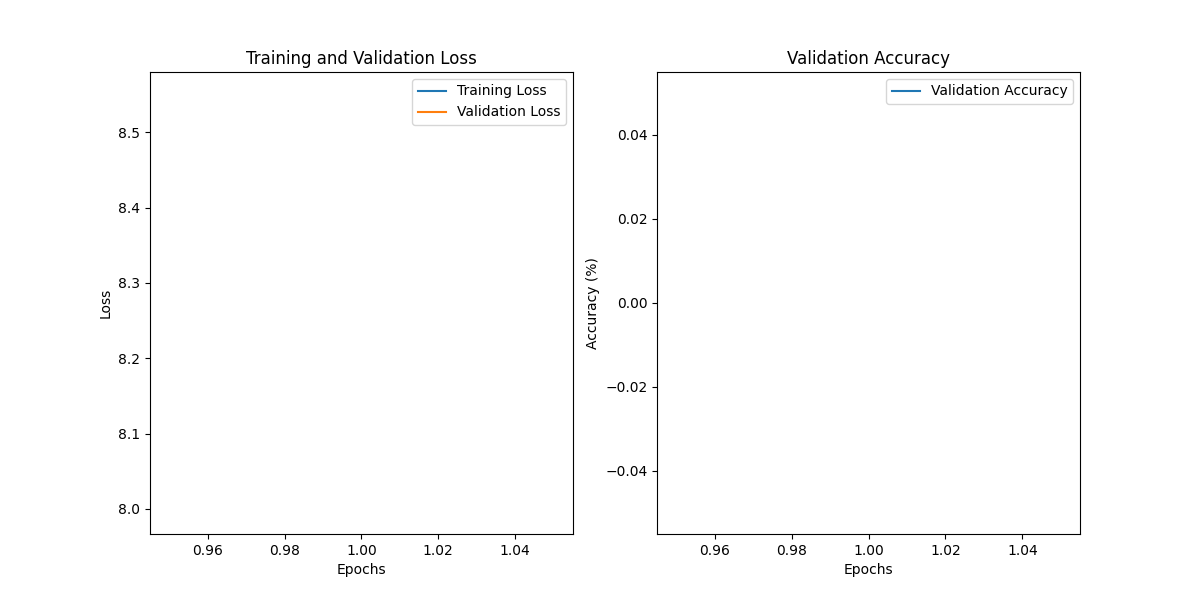 Training and Validation Loss
Training Loss
Validation Loss
8.5
8.4
8.3
8.2
8.1
8.0
Loss
0.96 0.98 1.00 1.02 1.04
Epochs
Validation Accuracy
Validation Accuracy
0.04
0.02
0.00
−0.02
−0.04
Accuracy (%)
0.96 0.98 1.00 1.02 1.04
Epochs